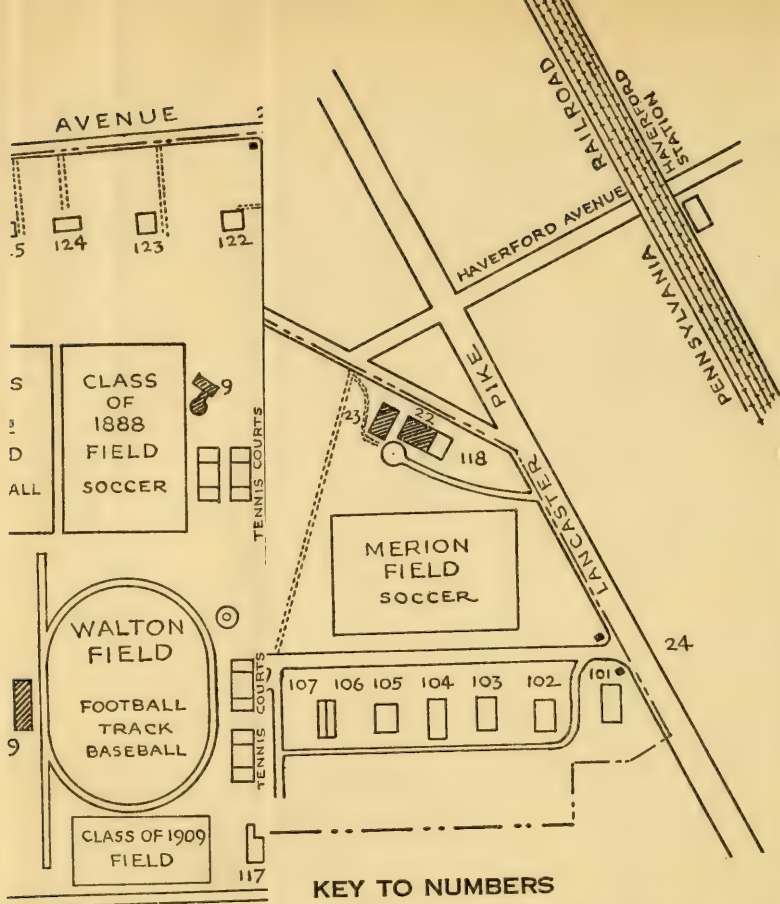 AVENUE
RAILROAD
HAVERFORD
STATION
HAVERFORD AVENUE
PENNSYLVANIA
.5
124
123
122
S
D
ALL
CLASS
OF
1888
FIELD
SOCCER
9
TENNIS COURTS
23
22
118
PIKE
LANCASTER
MERION
FIELD
SOCCER
WALTON
FIELD
FOOTBALL
TRACK
BASEBALL
9
TENNIS COURTS
107
106
105
104
103
102
101
24
CLASS OF 1909
FIELD
117
KEY TO NUMBERS